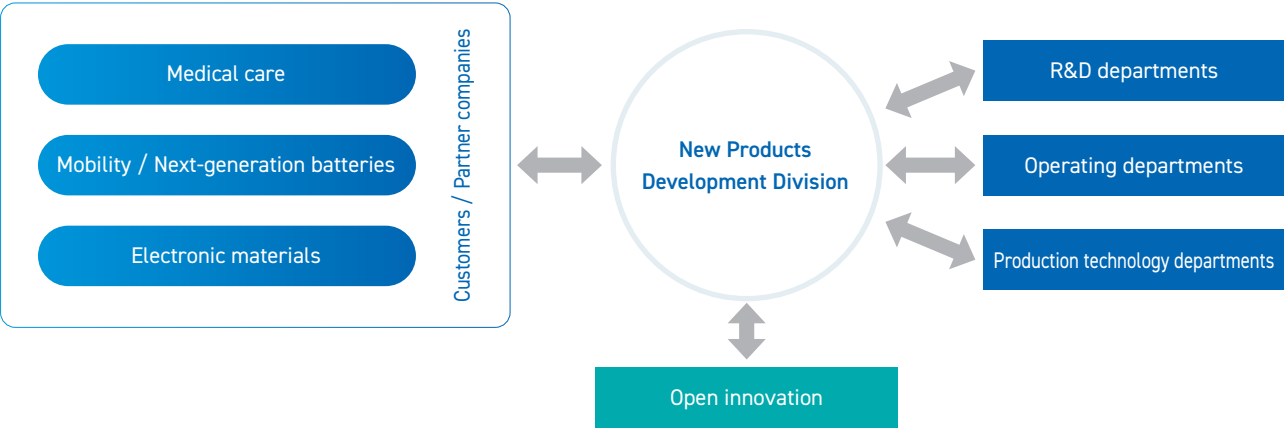 Medical care
Mobility / Next-generation batteries
Electronic materials
Customers / Partner companies
New Products
Development Division
R&D departments
Operating departments
Production technology departments
Open innovation